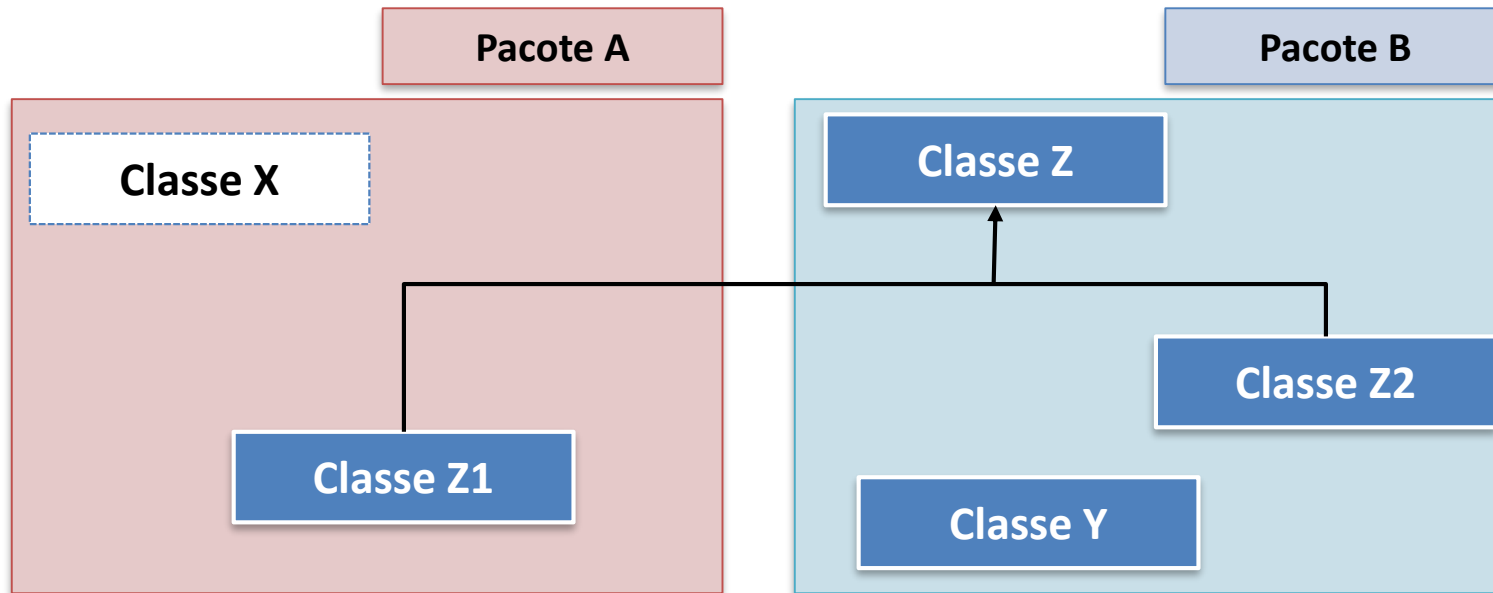 Pacote A
Pacote B
Classe X
Classe Z
Classe Z2
Classe Z1
Classe Y